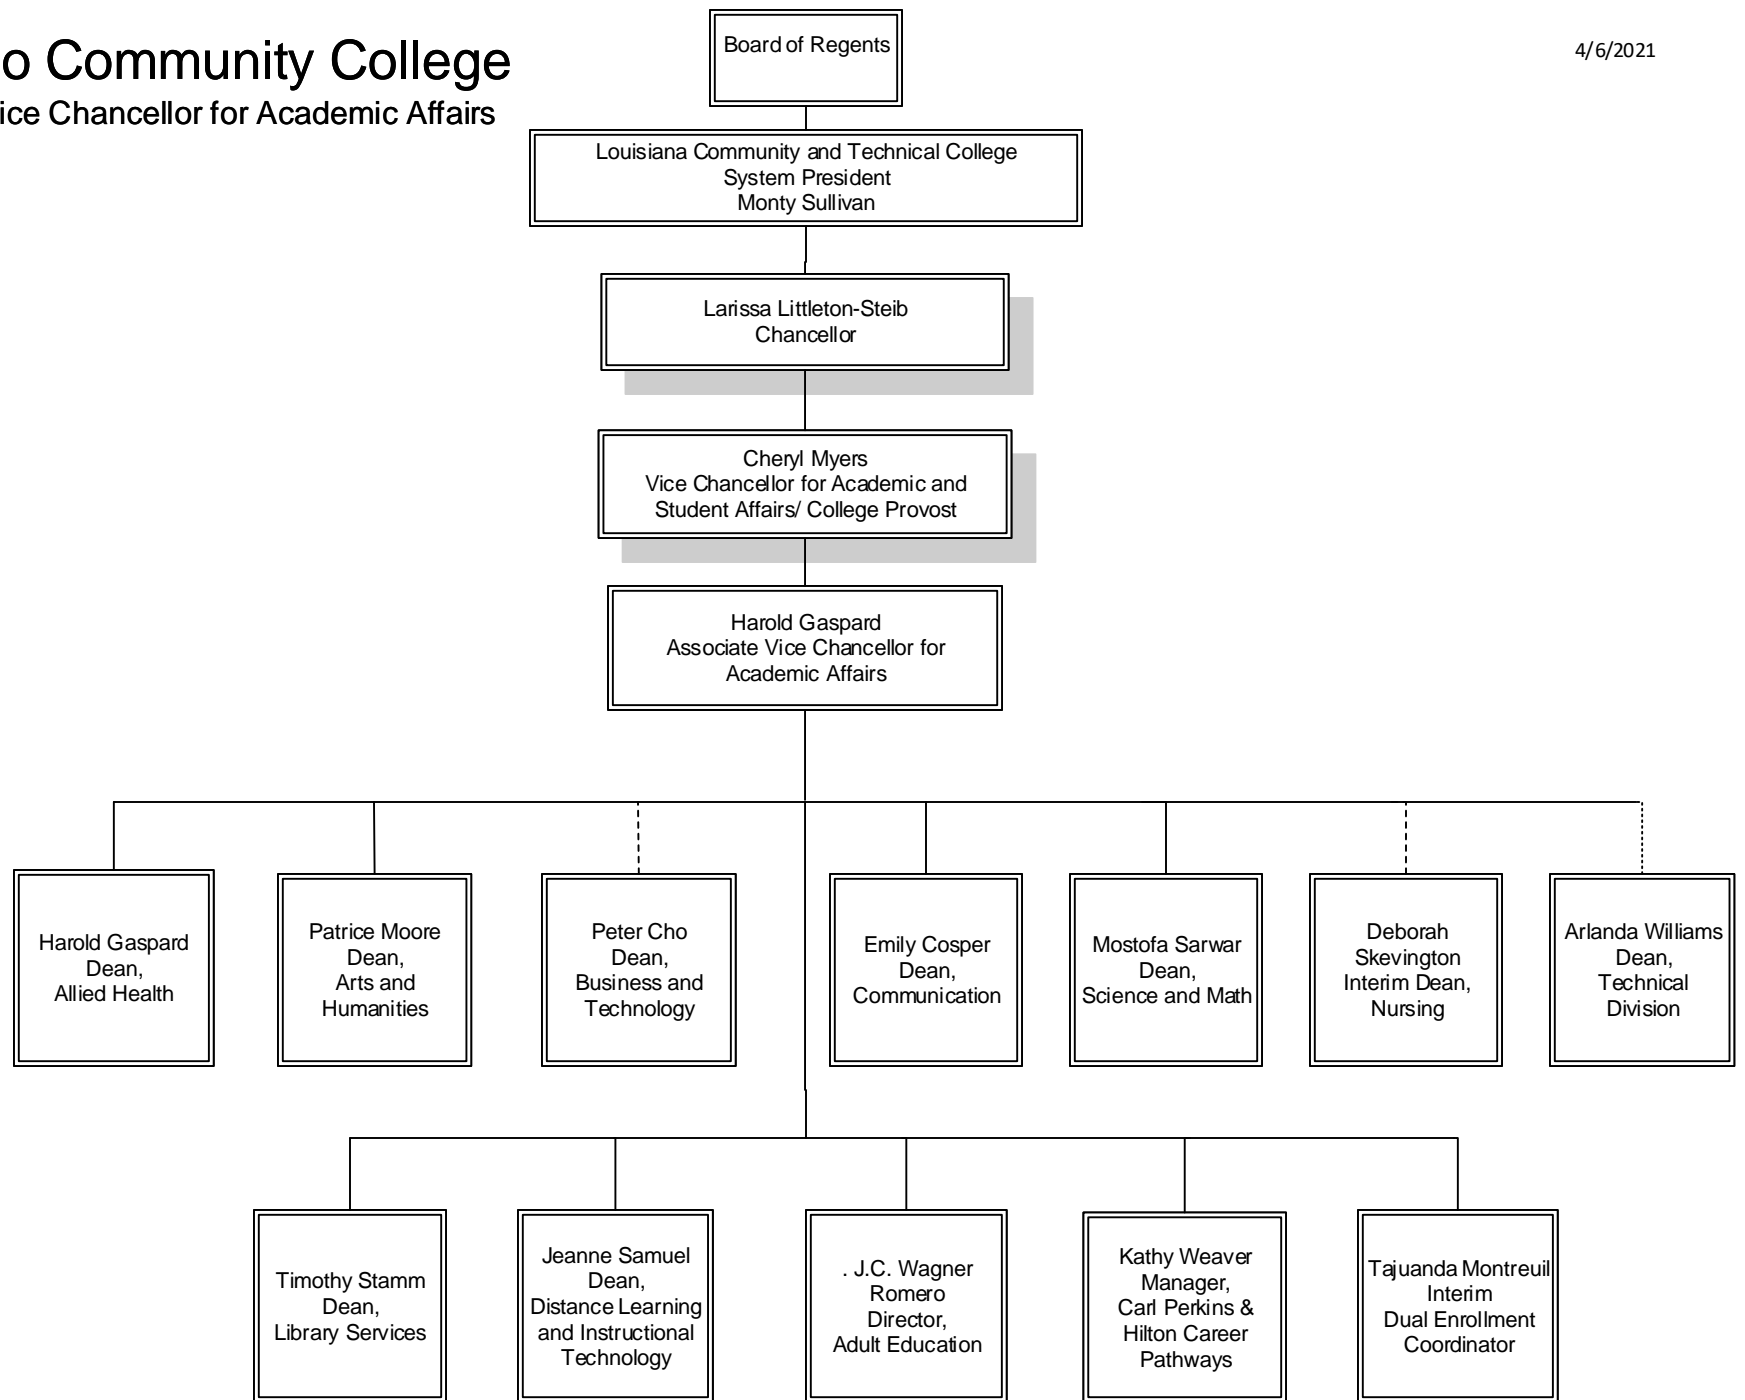 o Community College
ice Chancellor for Academic Affairs
Board of Regents
4/6/2021
Louisiana Community and Technical College
System President
Monty Sullivan
Larissa Littleton-Steib
Chancellor
Cheryl Myers
Vice Chancellor for Academic and
Student Affairs/ College Provost
Harold Gaspard
Associate Vice Chancellor for
Academic Affairs
Harold Gaspard
Dean,
Allied Health
Patrice Moore
Dean,
Arts and
Humanities
Peter Cho
Dean,
Business and
Technology
Emily Cosper
Dean,
Communication
Mostofa Sarwar
Dean,
Science and Math
Deborah
Skevington
Interim Dean,
Nursing
Arlanda Williams
Dean,
Technical
Division
Timothy Stamm
Dean,
Library Services
Jeanne Samuel
Dean,
Distance Learning
and Instructional
Technology
. J.C. Wagner
Romero
Director,
Adult Education
Kathy Weaver
Manager,
Carl Perkins &
Hilton Career
Pathways
Tajuanda Montreuil
Interim
Dual Enrollment
Coordinator